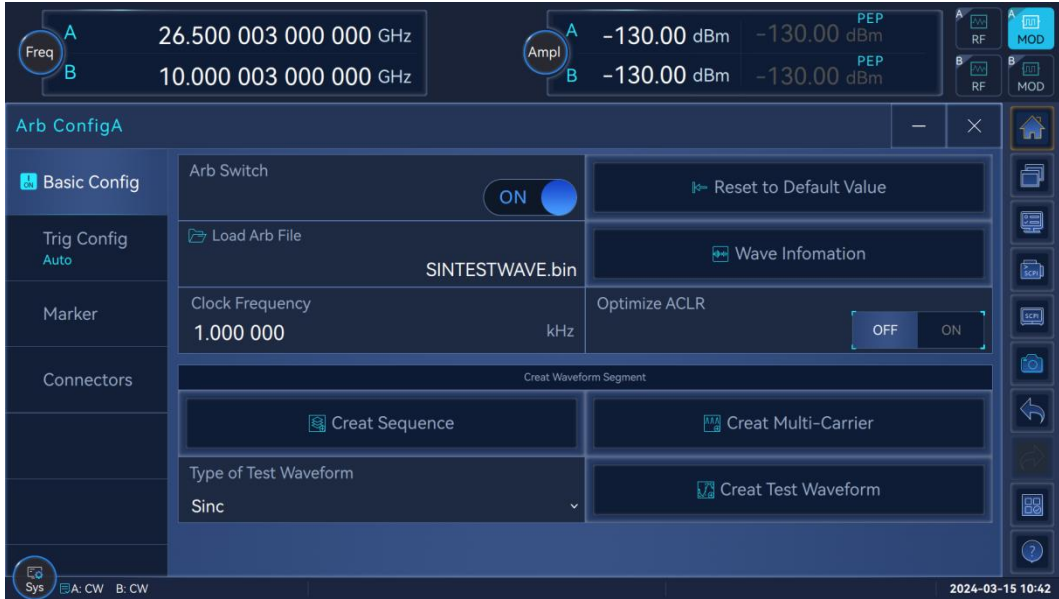 Freq
A
26.500 003 000 000 GHz
B
10.000 003 000 000 GHz
Ampl
A
-130.00 dBm
PEP
-130.00 dBm
B
-130.00 dBm
PEP
-130.00 dBm
A
RF
A
MOD
B
RF
B
MOD
Arb ConfigA
Basic Config
Trig Config
Auto
Marker
Connectors
Arb Switch
ON
Reset to Default Value
Load Arb File
SINTESTWAVE.bin
Wave Infomation
Clock Frequency
1.000 000 kHz
Optimize ACLR
OFF ON
Creat Waveform Segment
Creat Sequence
Creat Multi-Carrier
Type of Test Waveform
Sinc
Creat Test Waveform
SCPI
SCPI
Sys
A: CW B: CW
2024-03-15 10:42